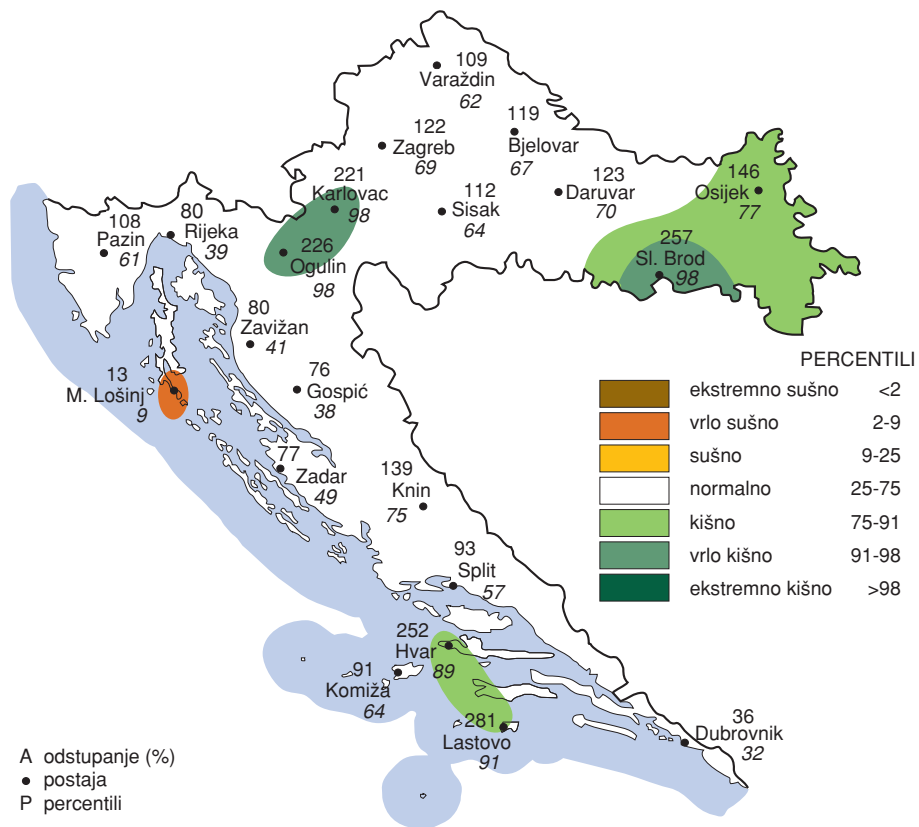 109
Varaždin
62
119
Bjelovar
67
122
Zagreb
69
221
Karlovac
98
112
Sisak
64
123
Daruvar
70
146
Osijek
77
257
Sl. Brod
98
108
Pazin
61
80
Rijeka
39
226
Ogulin
98
80
Zavižan
41
13
M. Lošinj
9
76
Gospić
38
77
Zadar
49
139
Knin
75
93
Split
57
252
Hvar
89
91
Komiža
64
281
Lastovo
91
36
Dubrovnik
32
PERCENTILI
ekstremno sušno <2
vrlo sušno 2-9
sušno 9-25
normalno 25-75
kišno 75-91
vrlo kišno 91-98
ekstremno kišno >98
A odstupanje (%)
● postaja
P percentili